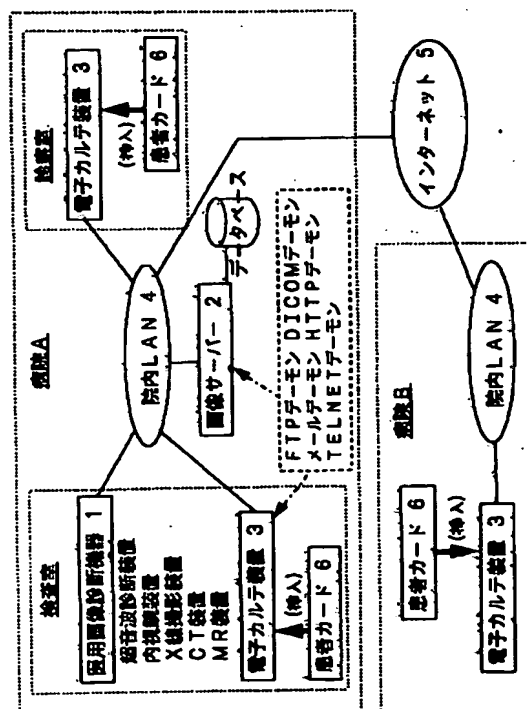 病院A
検査室
医用画像診断機器 1
超音波診断装置
内視鏡装置
X線撮影装置
CT装置
MR装置
電子カルテ装置 3
(挿入)
患者カード 6
院内LAN 4
画像サーバー 2
データベース
FTPデーモン DICOMデーモン
メールデーモン HTTPデーモン
TELNETデーモン
診察室
電子カルテ装置 3
(挿入)
患者カード 6
病院B
患者カード 6
(挿入)
電子カルテ装置 3
院内LAN 4
インターネット 5